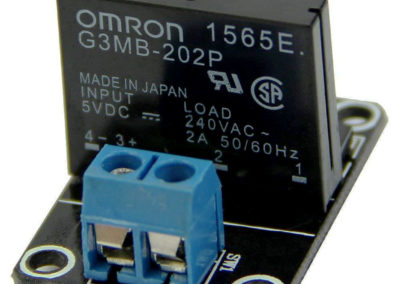 OMRON 1565E.
G3MB-202P
MADE IN JAPAN
INPUT LOAD
5VDC ⎓ 240VAC ~
2A 50/60Hz
4 - 3 + 2 1